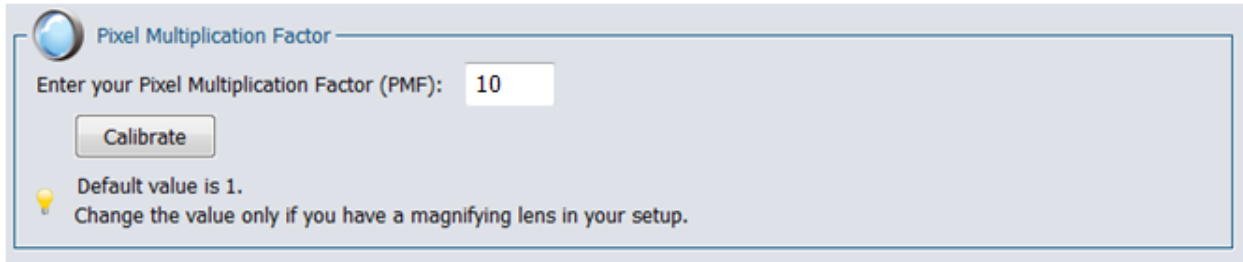 Pixel Multiplication Factor
Enter your Pixel Multiplication Factor (PMF): 10
Calibrate
Default value is 1.
Change the value only if you have a magnifying lens in your setup.